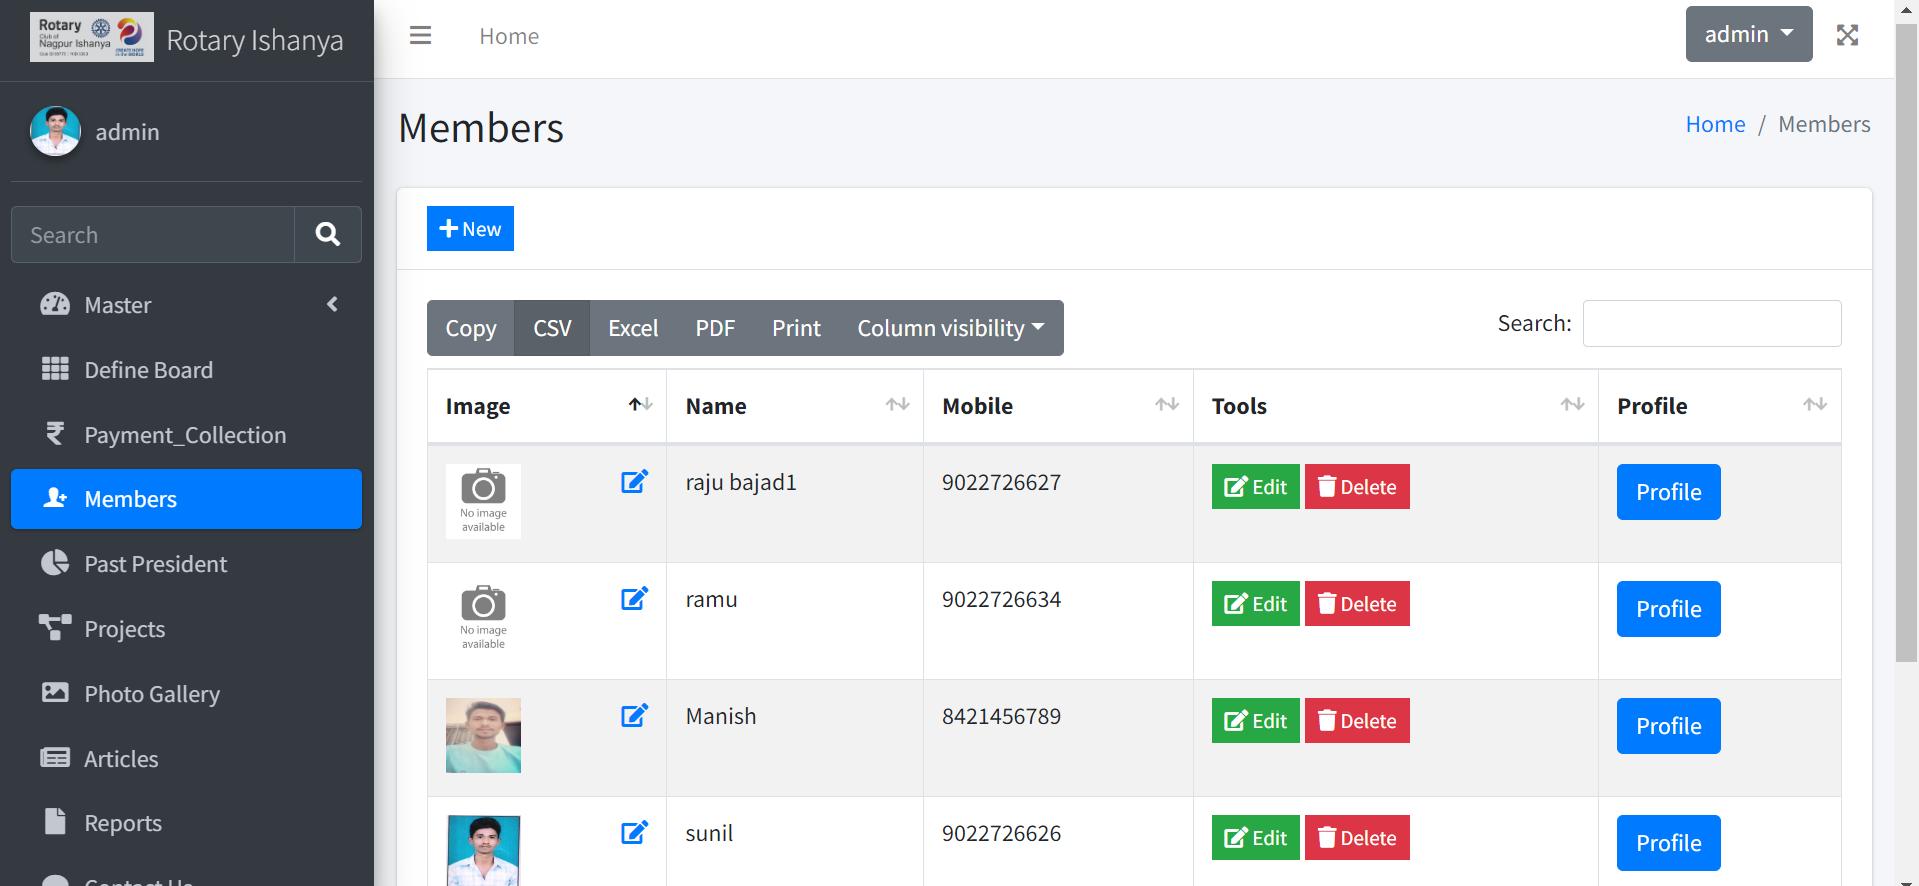 Rotary
Club of
Nagpur Ishanya
Rotary Ishanya
Home
admin
admin
Members
Home / Members
Search
New
Master
Define Board
Payment_Collection
Members
Past President
Projects
Photo Gallery
Articles
Reports
Copy CSV Excel PDF Print Column visibility
Search:
Image Name Mobile Tools Profile
No image
available
raju bajad1 9022726627 Edit Delete Profile
No image
available
ramu 9022726634 Edit Delete Profile
Manish 8421456789 Edit Delete Profile
sunil 9022726626 Edit Delete Profile